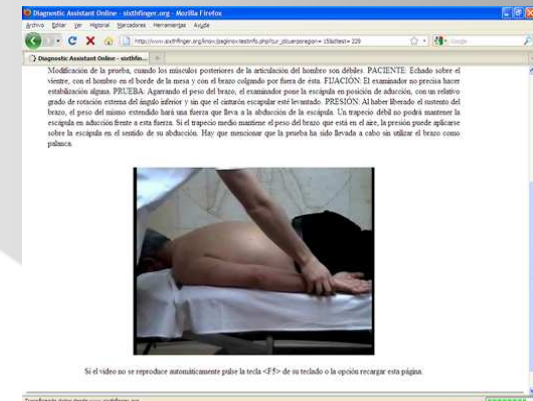 Diagnostic Assistant Online - sixthfinger.org - Mozilla Firefox
Archivo Editar Ver Historial Marcadores Herramientas Ayuda
Google
Diagnostic Assistant Online - sixthfin...
Modificación de la prueba, cuando los músculos posteriores de la articulación del hombro son débiles. PACIENTE: Echado sobre el
vientre, con el hombro en el borde de la mesa y con el brazo colgando por fuera de ésta. FIJACIÓN: El examinador no precisa hacer
estabilización alguna. PRUEBA: Agarrando el peso del brazo, el examinador pone la escápula en posición de aducción, con un relativo
grado de rotación externa del ángulo inferior y sin que el cinturón escapular esté levantado. PRESIÓN: Al haber liberado el sustento del
brazo, el peso del mismo extendido hará una fuerza que lleva a la abducción de la escápula. Un trapecio débil no podrá mantener la
escápula en aducción frente a esta fuerza. Si el trapecio medio mantiene el peso del brazo que está en el aire, la presión puede aplicarse
sobre la escápula en el sentido de su abducción. Hay que mencionar que la prueba ha sido llevada a cabo sin utilizar el brazo como
palanca.
Si el video no se reproduce automáticamente pulse la tecla <F5> de su teclado o la opción recargar esta página.